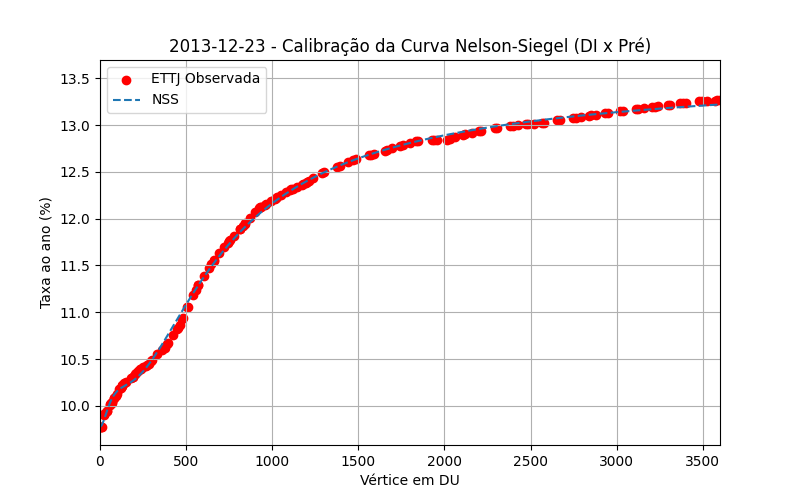 2013-12-23 - Calibração da Curva Nelson-Siegel (DI x Pré)
ETTJ Observada
NSS
Taxa ao ano (%)
13.5
13.0
12.5
12.0
11.5
11.0
10.5
10.0
0 500 1000 1500 2000 2500 3000 3500
Vértice em DU